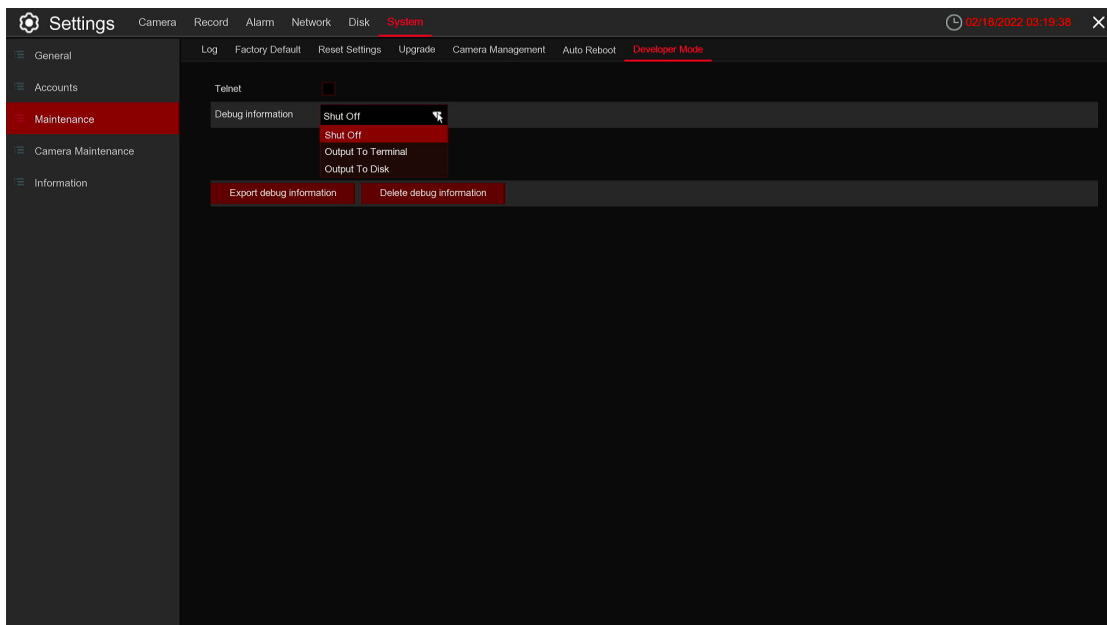 Settings Camera Record Alarm Network Disk System 02/18/2022 03:19:38
Log Factory Default Reset Settings Upgrade Camera Management Auto Reboot Developer Mode
General
Accounts
Maintenance
Camera Maintenance
Information
Telnet
Debug information Shut Off
Shut Off
Output To Terminal
Output To Disk
Export debug information Delete debug information